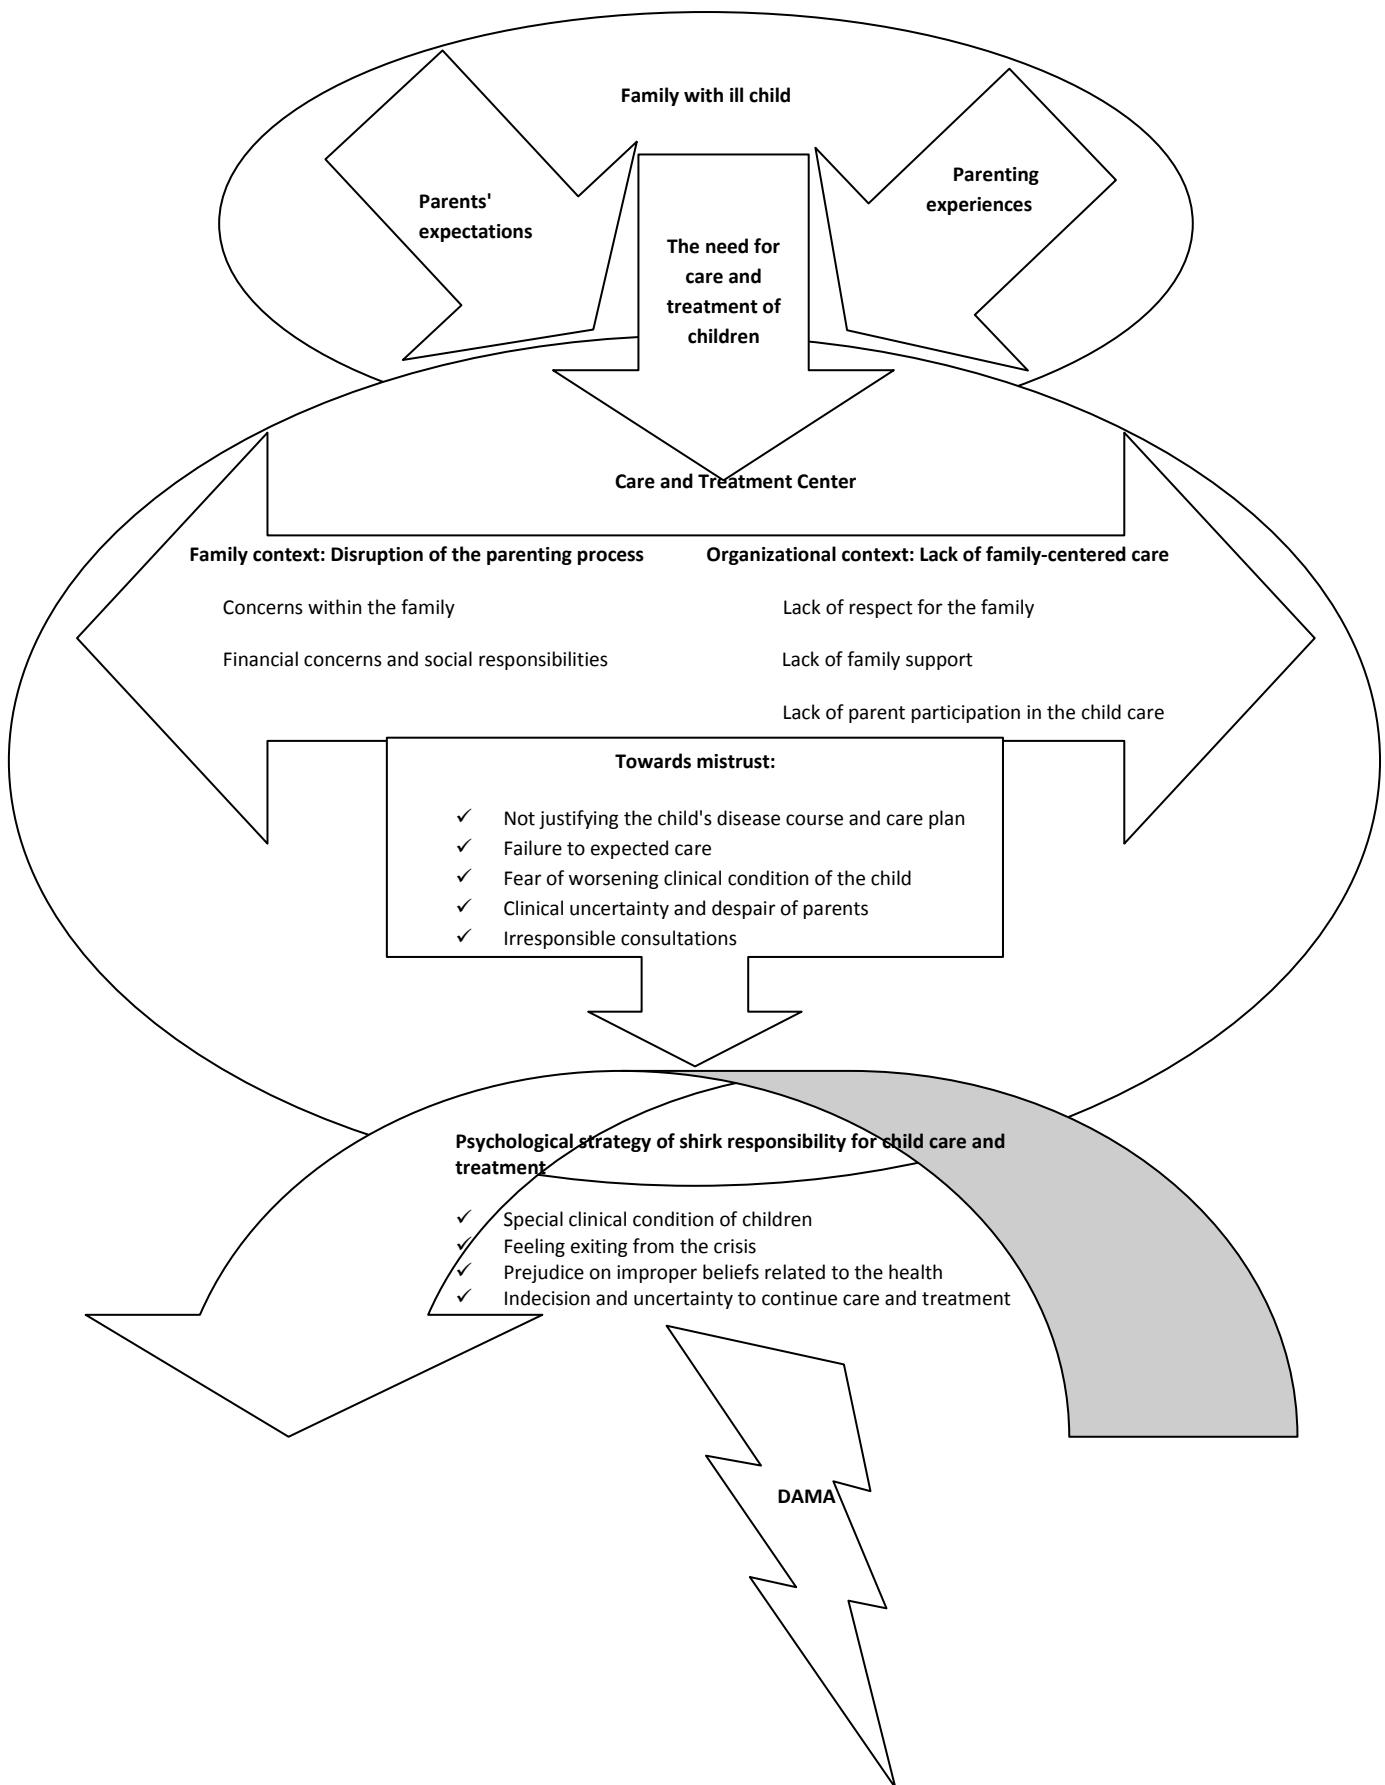 Family with ill child
Parents'
expectations
Parenting
experiences
The need for
care and
treatment of
children
Care and Treatment Center
Family context: Disruption of the parenting process
Concerns within the family
Financial concerns and social responsibilities
Organizational context: Lack of family-centered care
Lack of respect for the family
Lack of family support
Lack of parent participation in the child care
Towards mistrust:
✓ Not justifying the child's disease course and care plan
✓ Failure to expected care
✓ Fear of worsening clinical condition of the child
✓ Clinical uncertainty and despair of parents
✓ Irresponsible consultations
Psychological strategy of shirk responsibility for child care and
treatment
✓ Special clinical condition of children
✓ Feeling exiting from the crisis
✓ Prejudice on improper beliefs related to the health
✓ Indecision and uncertainty to continue care and treatment
DAMA